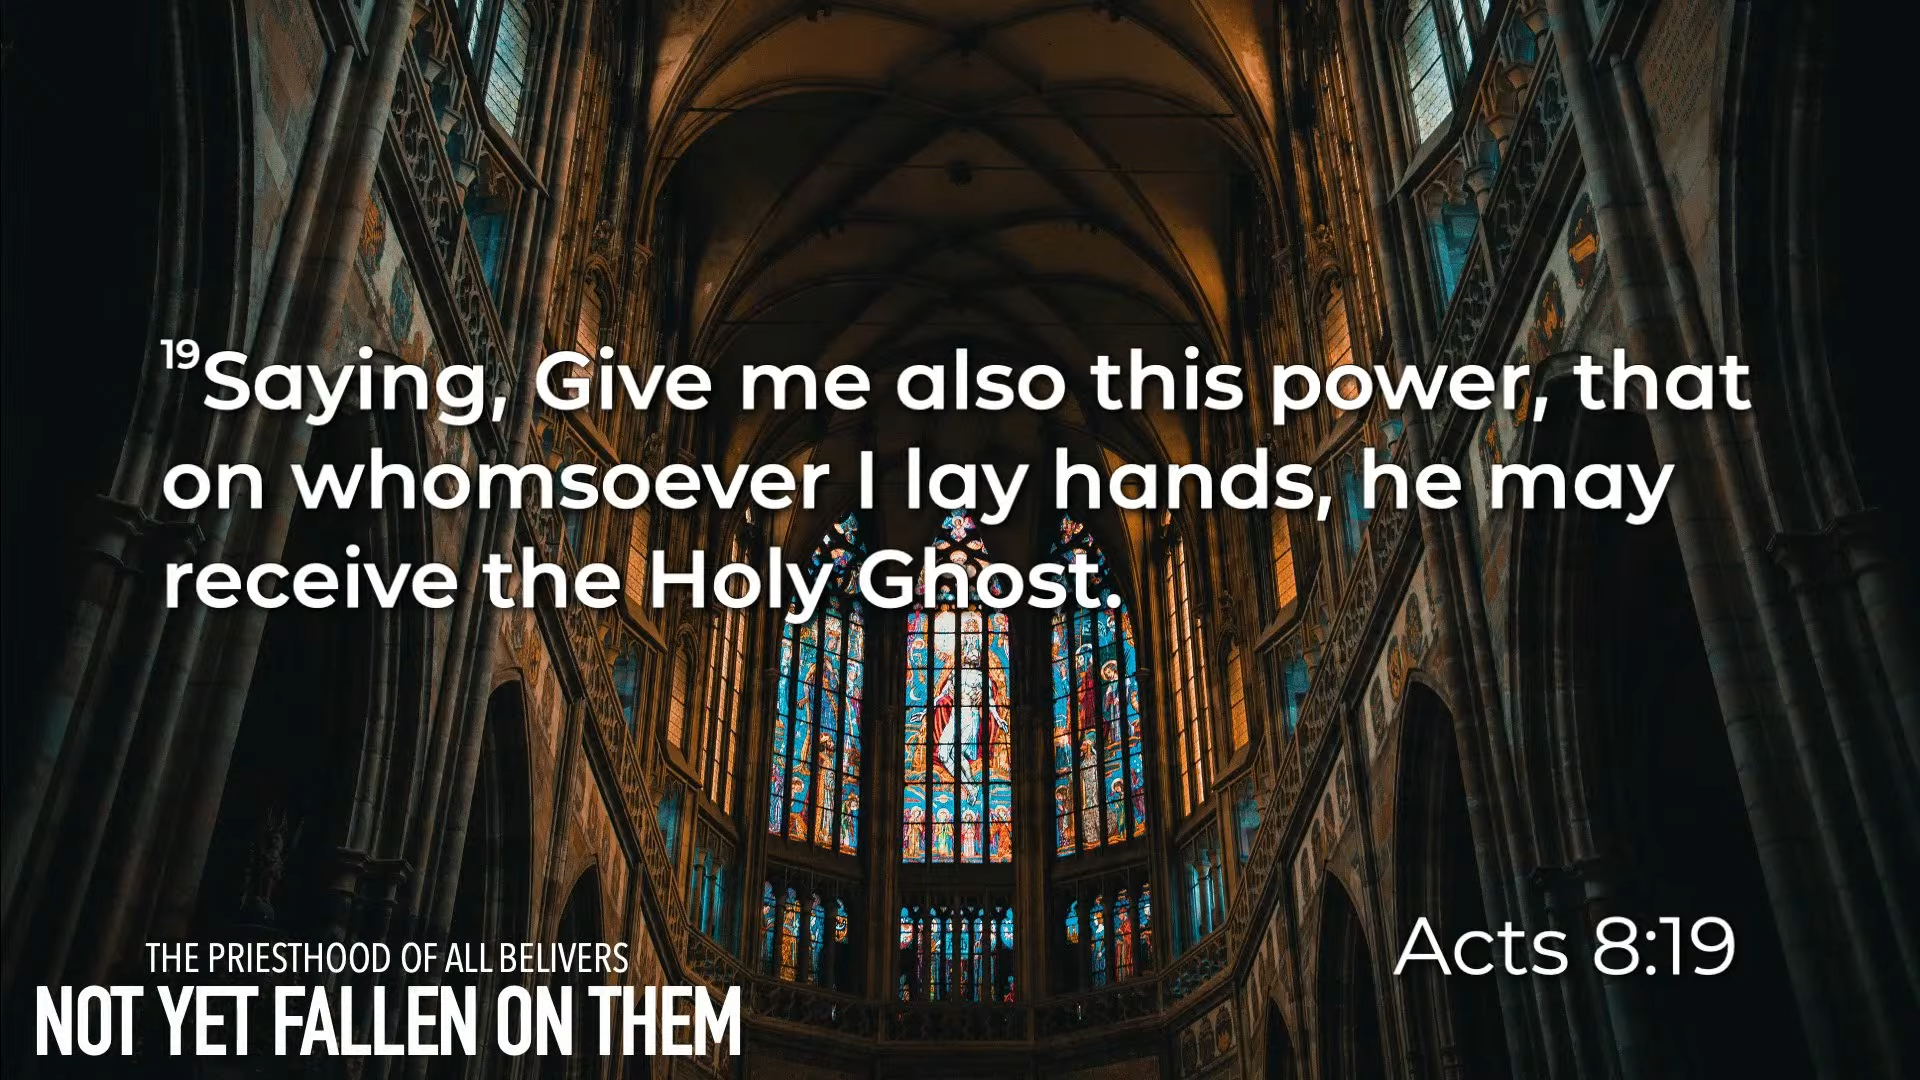 19Saying, Give me also this power, that
on whomsoever I lay hands, he may
receive the Holy Ghost.
Acts 8:19
THE PRIESTHOOD OF ALL BELIVERS
NOT YET FALLEN ON THEM